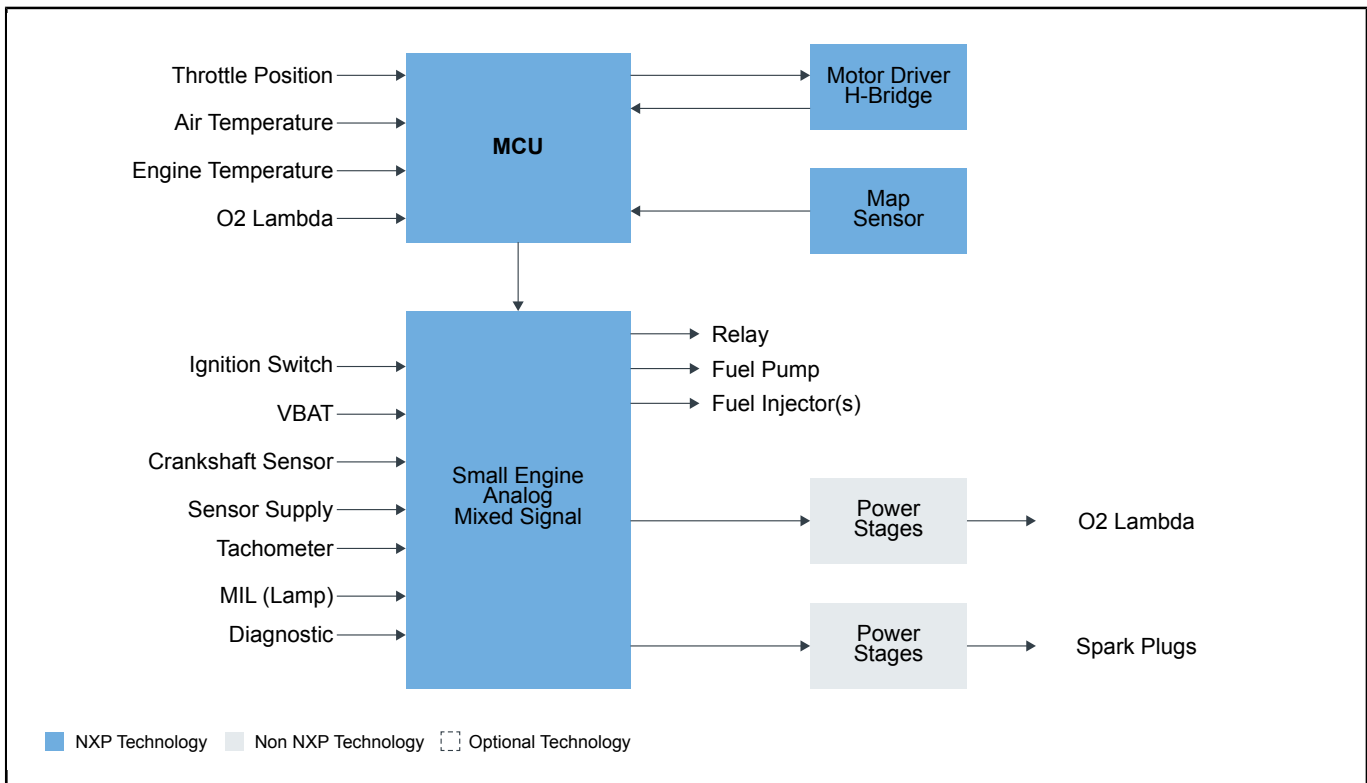 Throttle Position
Air Temperature
Engine Temperature
O2 Lambda
MCU
Motor Driver
H-Bridge
Map
Sensor
Ignition Switch
VBAT
Crankshaft Sensor
Sensor Supply
Tachometer
MIL (Lamp)
Diagnostic
Small Engine
Analog
Mixed Signal
Relay
Fuel Pump
Fuel Injector(s)
Power
Stages
O2 Lambda
Power
Stages
Spark Plugs
NXP Technology
Non NXP Technology
Optional Technology